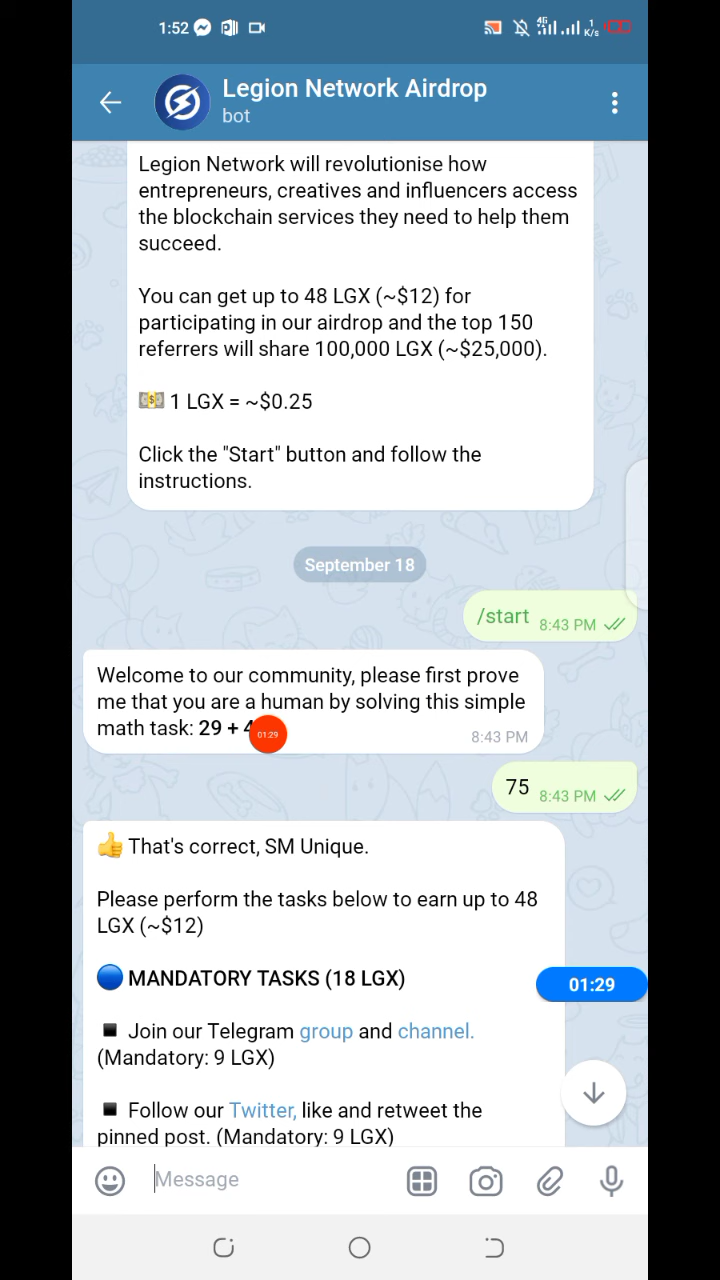 1:52
4G
1
K/s
Legion Network Airdrop
bot
Legion Network will revolutionise how
entrepreneurs, creatives and influencers access
the blockchain services they need to help them
succeed.
You can get up to 48 LGX (~$12) for
participating in our airdrop and the top 150
referrers will share 100,000 LGX (~$25,000).
💵 1 LGX = ~$0.25
Click the "Start" button and follow the
instructions.
September 18
/start 8:43 PM
Welcome to our community, please first prove
me that you are a human by solving this simple
math task: 29 + 4
01:29
8:43 PM
75 8:43 PM
👍 That's correct, SM Unique.
Please perform the tasks below to earn up to 48
LGX (~$12)
🔵 MANDATORY TASKS (18 LGX)
01:29
▪ Join our Telegram group and channel.
(Mandatory: 9 LGX)
▪ Follow our Twitter, like and retweet the
pinned post. (Mandatory: 9 LGX)
Message